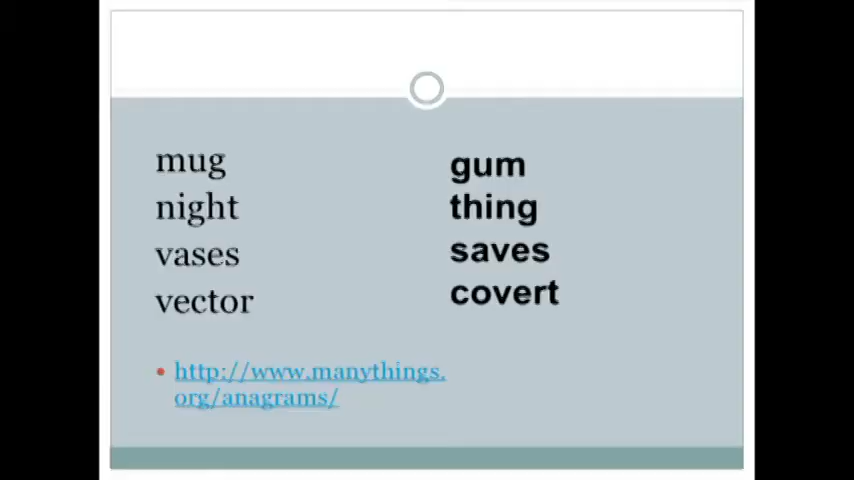 mug
night
vases
vector
gum
thing
saves
covert
http://www.manythings.
org/anagrams/